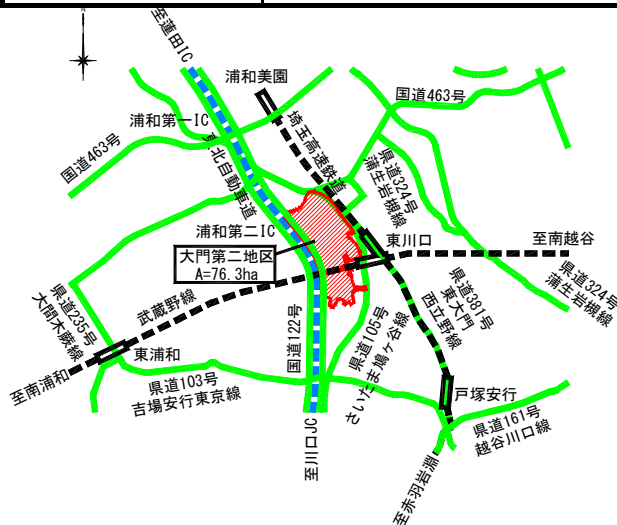 至蓮田IC
浦和美園
国道463号
浦和第一IC
埼玉高速鉄道
国道463号
東北自動車道
県道324号
蒲生岩槻線
浦和第二IC
大門第二地区
A=76.3ha
東川口
至南越谷
県道324号
蒲生岩槻線
県道235号
大間木蕨線
武蔵野線
国道122号
県道105号
さいたま鳩ヶ谷線
県道381号
東大門
西立野線
東浦和
至南浦和
県道103号
吉場安行東京線
戸塚安行
県道161号
越谷川口線
至川口JC
至赤羽岩淵